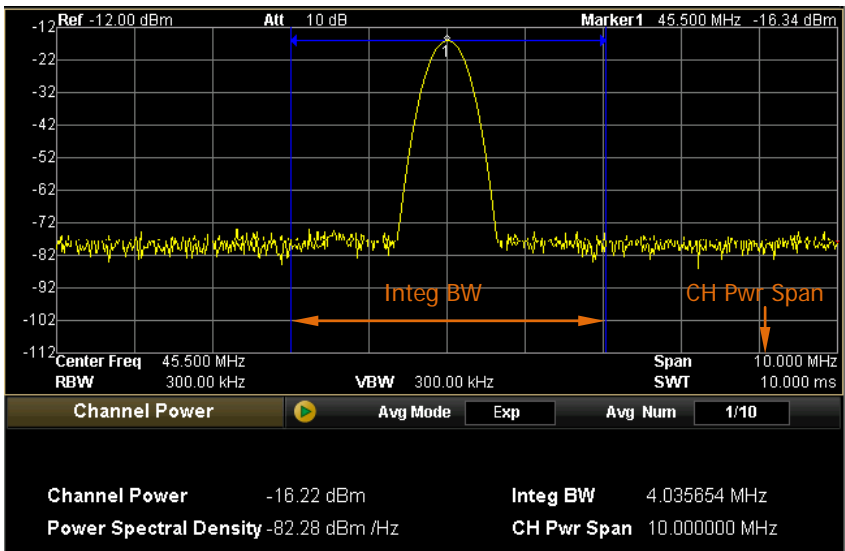 Ref -12.00 dBm Att 10 dB Marker1 45.500 MHz -16.34 dBm
-12
1
-22
-32
-42
-52
-62
-72
-82
-92
Integ BW CH Pwr Span
-102
-112
Center Freq 45.500 MHz Span 10.000 MHz
RBW 300.00 kHz VBW 300.00 kHz SWT 10.000 ms
Channel Power Avg Mode Exp Avg Num 1/10
Channel Power -16.22 dBm Integ BW 4.035654 MHz
Power Spectral Density -82.28 dBm /Hz CH Pwr Span 10.000000 MHz